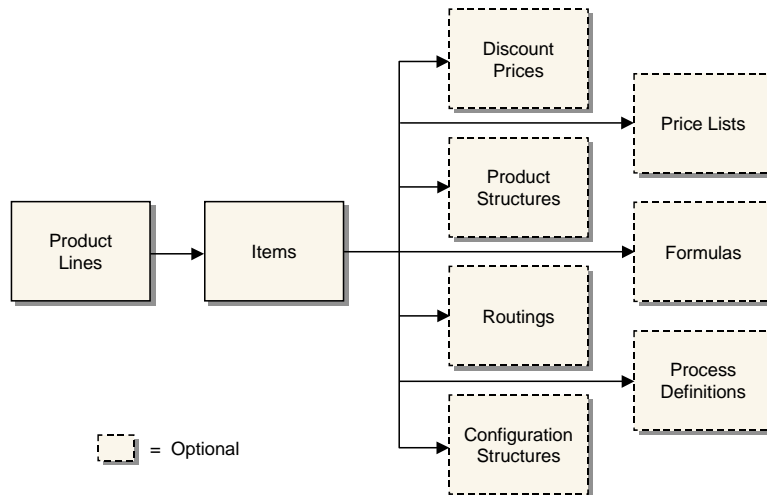 Discount
Prices
Price Lists
Product
Structures
Product
Lines
Items
Formulas
Routings
Process
Definitions
Configuration
Structures
= Optional